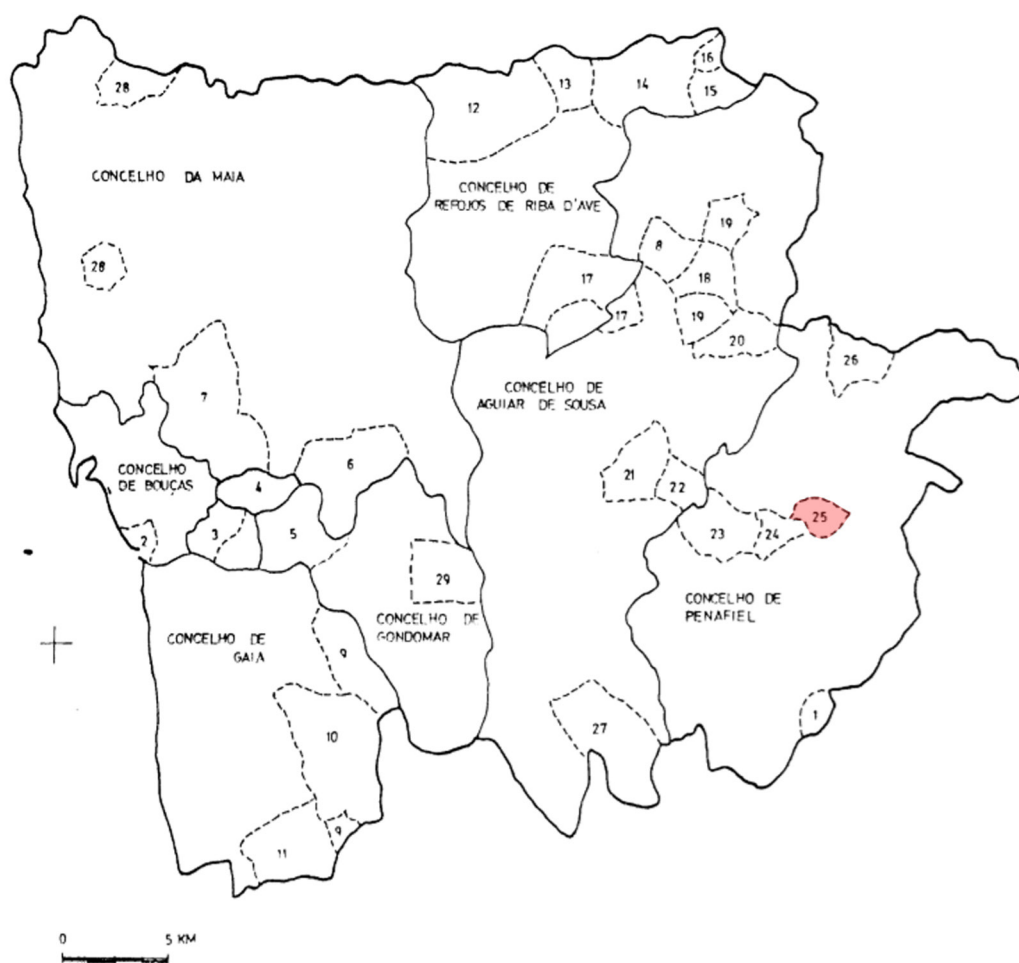 16
28
13
12
14
15
CONCELHO DA MAIA
CONCELHO DE
REFOJOS DE RIBA D'AVE
19
8
28
17
18
17
19
20
26
CONCELHO DE
AGUIAR DE SOUSA
7
CONCELHO
DE BOUÇAS
6
4
21
22
25
2
3
5
23
24
29
CONCELHO DE
PENAFIEL
CONCELHO DE
GONDOMAR
CONCELHO DE
GAIA
9
1
10
27
9
11
0 5 KM